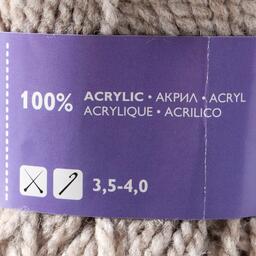 100% ACRYLIC • АКРИЛ • ACRYL
ACRYLIQUE • ACRILICO
3,5-4,0